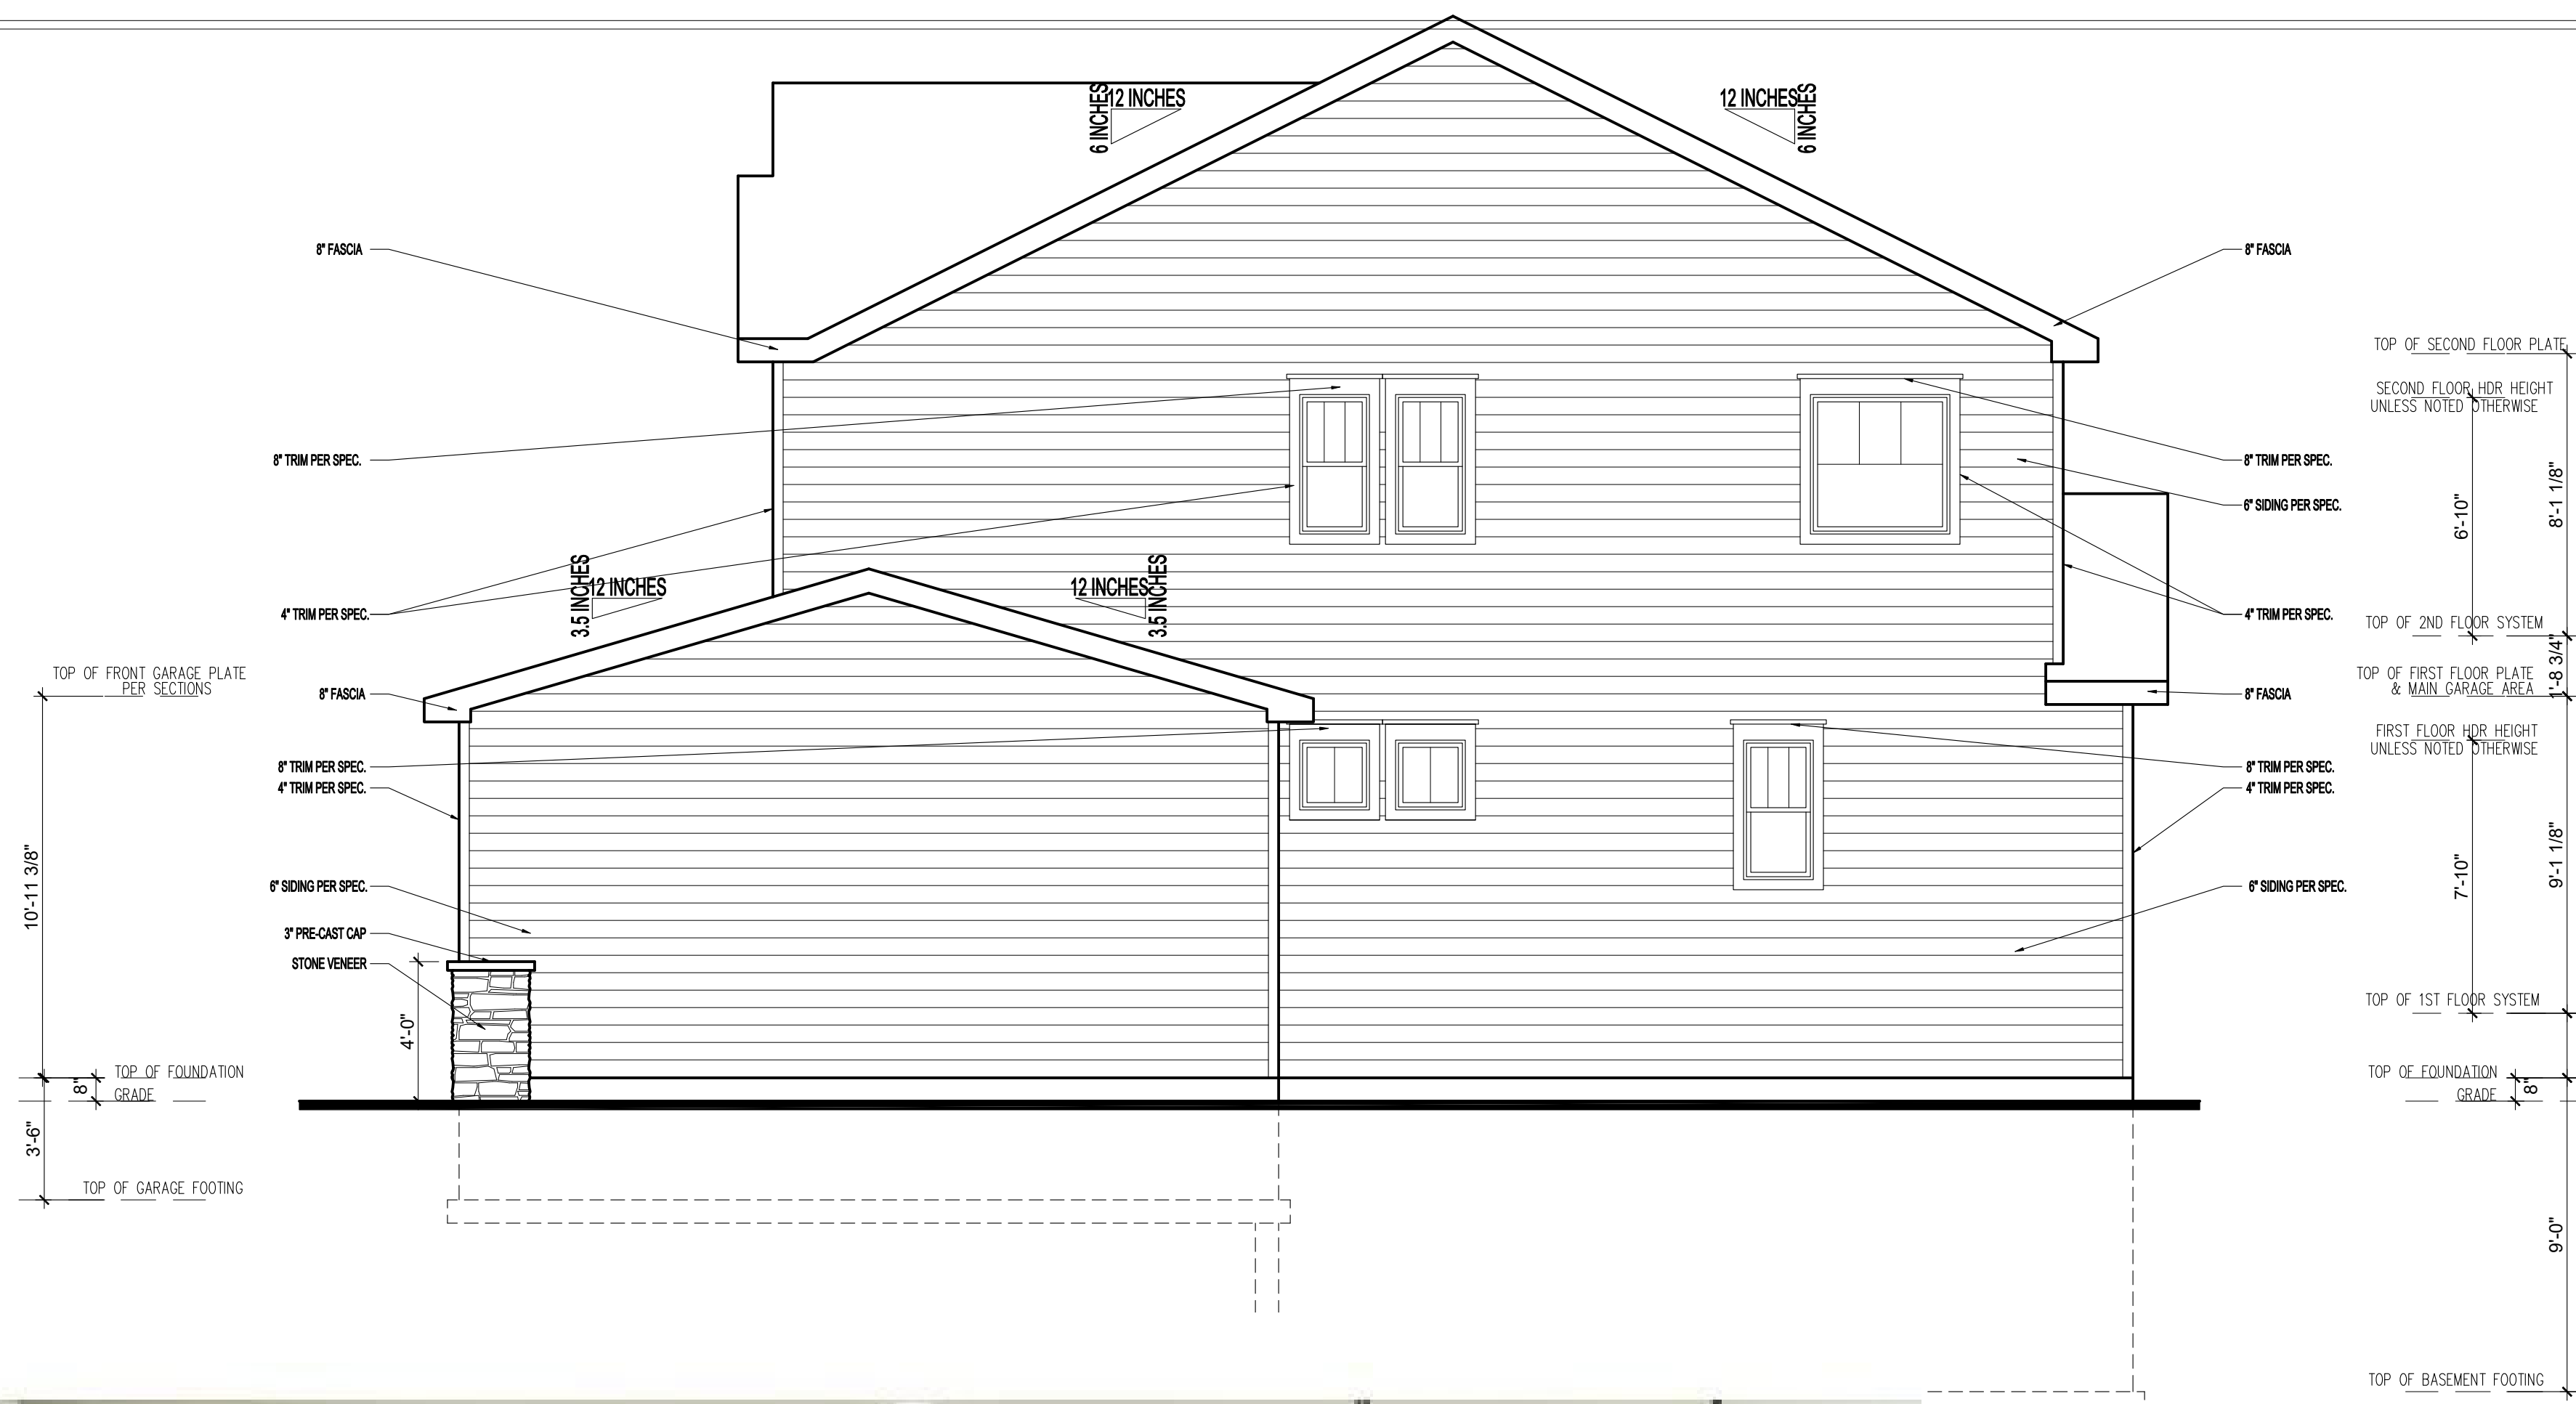 12 INCHES
6 INCHES
12 INCHES
6 INCHES
8" FASCIA
8" FASCIA
TOP OF SECOND FLOOR PLATE
SECOND FLOOR HDR HEIGHT
UNLESS NOTED OTHERWISE
8" TRIM PER SPEC.
8" TRIM PER SPEC.
6" SIDING PER SPEC.
6'-10"
8'-1 1/8"
3.5 INCHES
12 INCHES
12 INCHES
3.5 INCHES
4" TRIM PER SPEC.
4" TRIM PER SPEC.
TOP OF 2ND FLOOR SYSTEM
1'-8 3/4"
TOP OF FRONT GARAGE PLATE
PER SECTIONS
TOP OF FIRST FLOOR PLATE
& MAIN GARAGE AREA
8" FASCIA
8" FASCIA
FIRST FLOOR HDR HEIGHT
UNLESS NOTED OTHERWISE
8" TRIM PER SPEC.
4" TRIM PER SPEC.
8" TRIM PER SPEC.
4" TRIM PER SPEC.
10'-11 3/8"
7'-10"
9'-1 1/8"
6" SIDING PER SPEC.
6" SIDING PER SPEC.
3" PRE-CAST CAP
STONE VENEER
4'-0"
TOP OF 1ST FLOOR SYSTEM
TOP OF FOUNDATION
8"
GRADE
TOP OF FOUNDATION
GRADE
8"
3'-6"
TOP OF GARAGE FOOTING
9'-0"
TOP OF BASEMENT FOOTING